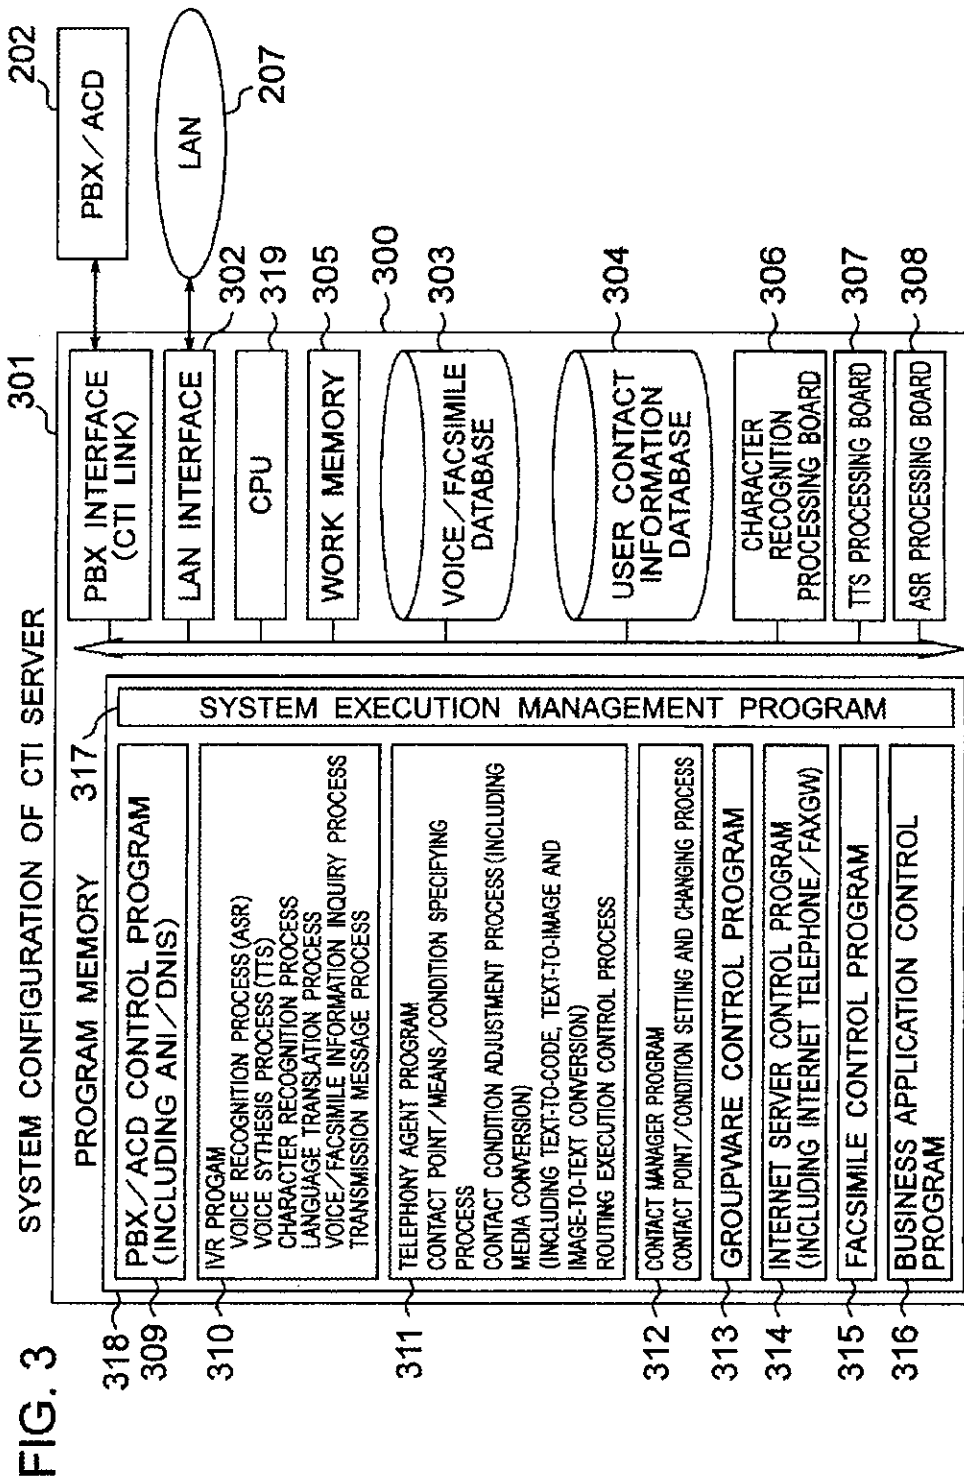 FIG. 3
SYSTEM CONFIGURATION OF CTI SERVER
301
318
PROGRAM MEMORY
317
309
PBX/ACD CONTROL PROGRAM
(INCLUDING ANI/DNIS)
310
IVR PROGAM
VOICE RECOGNITION PROCESS(ASR)
VOICE SYTHESIS PROCESS(TTS)
CHARACTER RECOGNITION PROCESS
LANGUAGE TRANSLATION PROCESS
VOICE/FACSIMILE INFORMATION INQUIRY PROCESS
TRANSMISSION MESSAGE PROCESS
311
TELEPHONY AGENT PROGRAM
CONTACT POINT/MEANS/CONDITION SPECIFYING
PROCESS
CONTACT CONDITION ADJUSTMENT PROCESS(INCLUDING
MEDIA CONVERSION)
(INCLUDING TEXT-TO-CODE, TEXT-TO-IMAGE AND
IMAGE-TO-TEXT CONVERSION)
ROUTING EXECUTION CONTROL PROCESS
312
CONTACT MANAGER PROGRAM
CONTACT POINT/CONDITION SETTING AND CHANGING PROCESS
313
GROUPWARE CONTROL PROGRAM
314
INTERNET SERVER CONTROL PROGRAM
(INCLUDING INTERNET TELEPHONE/FAXGW)
315
FACSIMILE CONTROL PROGRAM
316
BUSINESS APPLICATION CONTROL
PROGRAM
SYSTEM EXECUTION MANAGEMENT PROGRAM
PBX INTERFACE
(CTI LINK)
LAN INTERFACE
302
CPU
319
WORK MEMORY
305
300
VOICE/FACSIMILE
DATABASE
303
USER CONTACT
INFORMATION
DATABASE
304
CHARACTER
RECOGNITION
PROCESSING BOARD
306
TTS PROCESSING BOARD
307
ASR PROCESSING BOARD
308
PBX/ACD
202
LAN
207